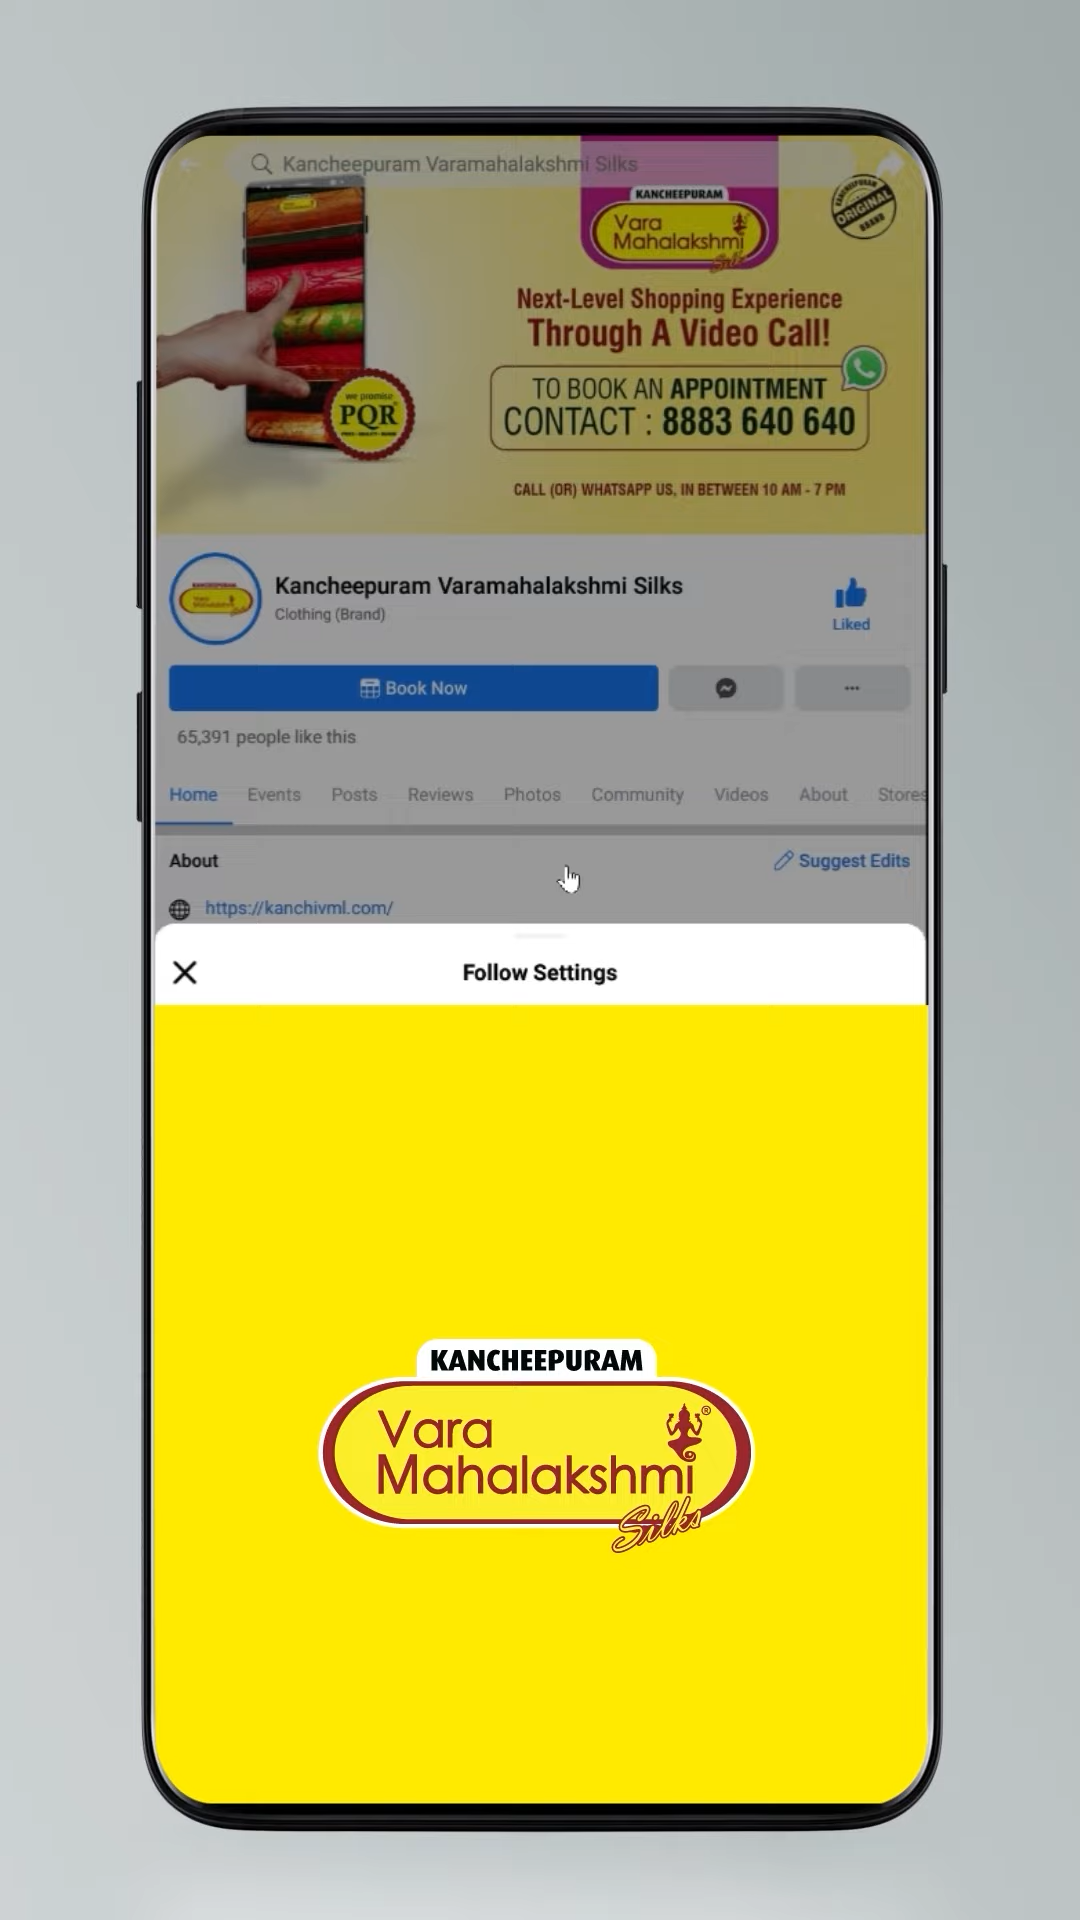 Kancheepuram Varamahalakshmi Silks
KANCHEEPURAM
Vara
Mahalakshmi
Silks
ORIGINAL
BRAND
Next-Level Shopping Experience
Through A Video Call!
TO BOOK AN APPOINTMENT
CONTACT : 8883 640 640
we promise
PQR
CALL (OR) WHATSAPP US, IN BETWEEN 10 AM - 7 PM
Kancheepuram Varamahalakshmi Silks
Clothing (Brand)
Liked
Book Now
65,391 people like this
Home Events Posts Reviews Photos Community Videos About Stores
About
Suggest Edits
https://kanchivml.com/
Follow Settings
KANCHEEPURAM
Vara
Mahalakshmi
Silks